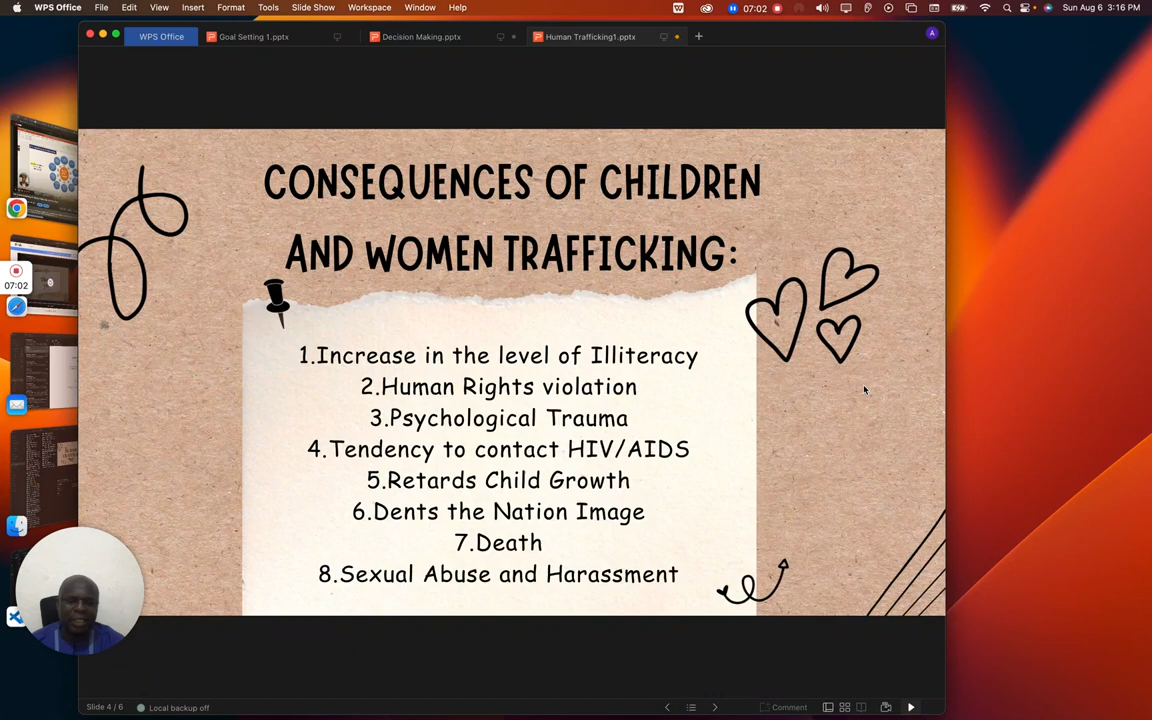 WPS Office File Edit View Insert Format Tools Slide Show Workspace Window Help 07:02 Sun Aug 6 3:16 PM
WPS Office Goal Setting 1.pptx Decision Making.pptx Human Trafficking1.pptx A
CONSEQUENCES OF CHILDREN
AND WOMEN TRAFFICKING:
07:02
1.Increase in the level of Illiteracy
2.Human Rights violation
3.Psychological Trauma
4.Tendency to contact HIV/AIDS
5.Retards Child Growth
6.Dents the Nation Image
7.Death
8.Sexual Abuse and Harassment
Slide 4 / 6 Local backup off Comment